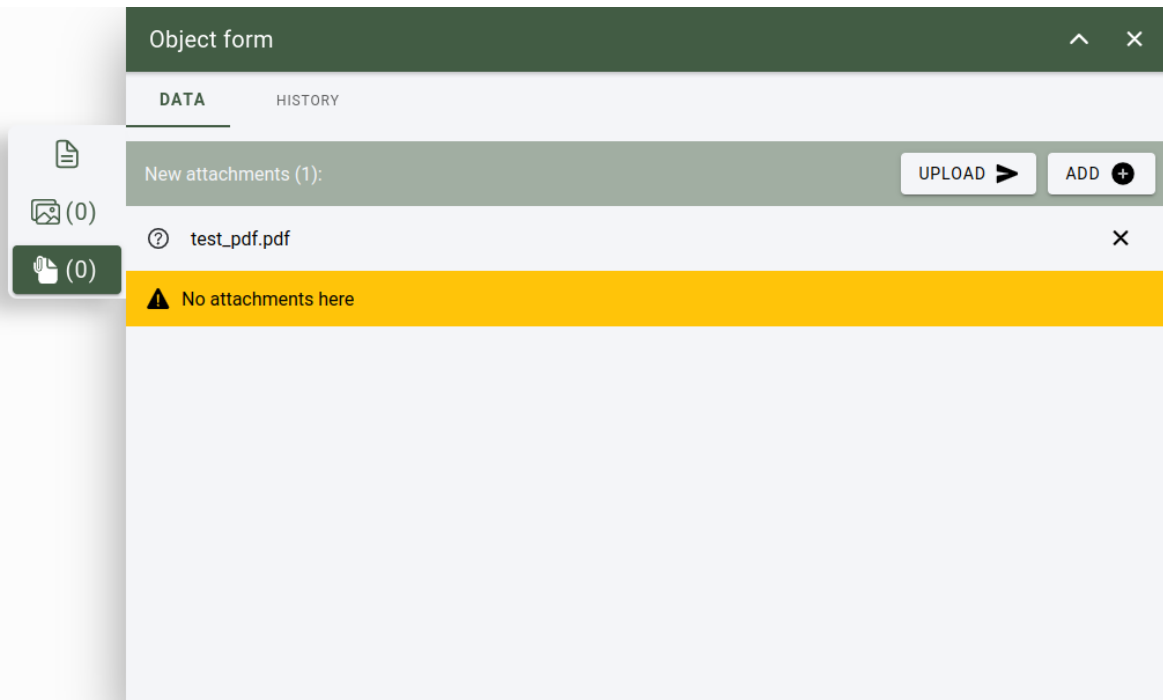 Object form
DATA HISTORY
New attachments (1): UPLOAD ADD
(0)
test_pdf.pdf
(0)
No attachments here